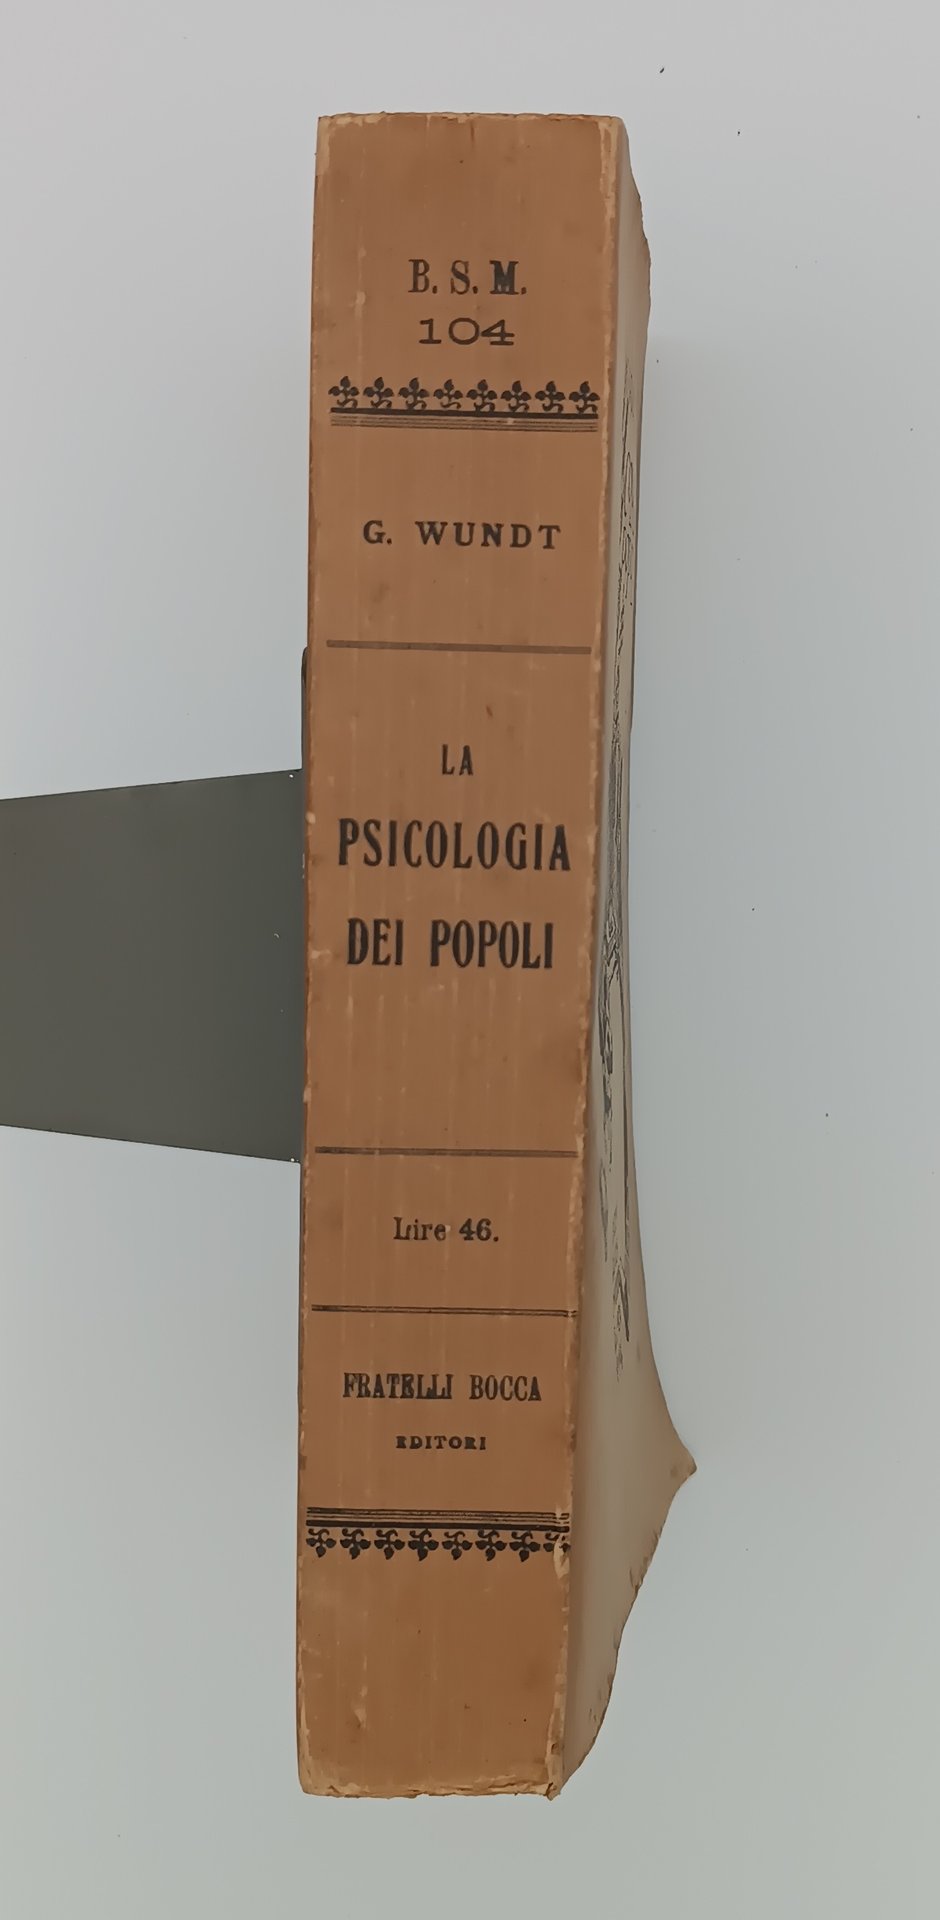 B. S. M.
104
G. WUNDT
LA
PSICOLOGIA
DEI POPOLI
Lire 46.
FRATELLI BOCCA
EDITORI